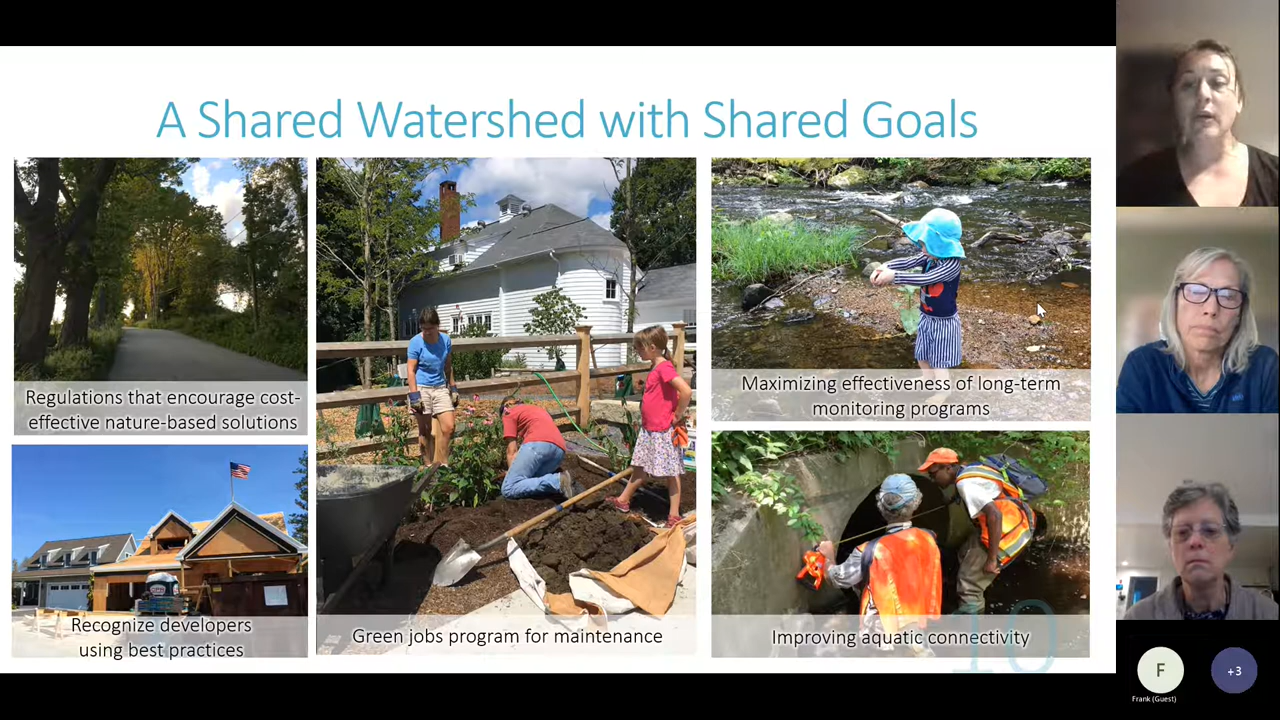 A Shared Watershed with Shared Goals
Regulations that encourage cost-
effective nature-based solutions
Recognize developers
using best practices
Green jobs program for maintenance
Maximizing effectiveness of long-term
monitoring programs
Improving aquatic connectivity
10
F
Frank (Guest)
+3